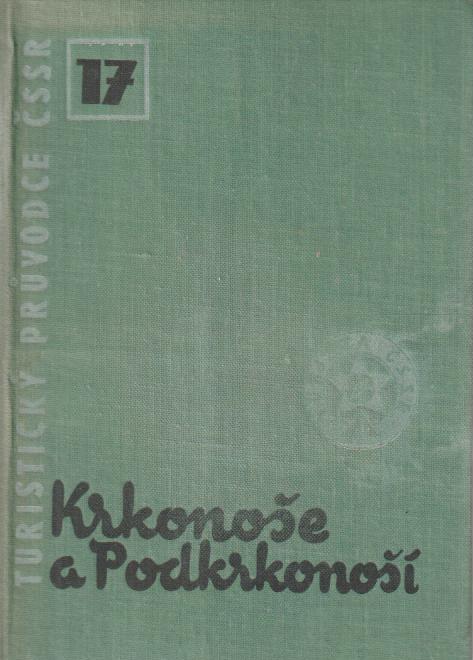 17
TURISTICKÝ PRŮVODCE ČSSR
Krkonoše
a Podkrkonoší